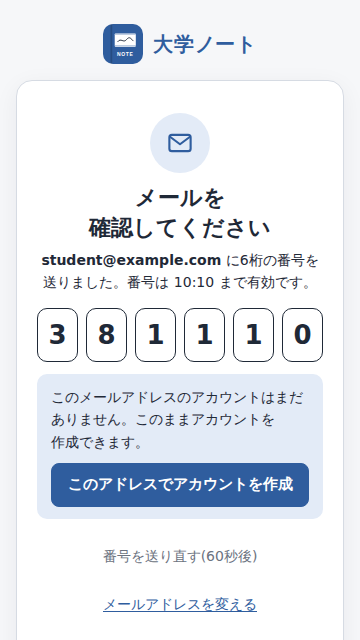 NOTE
大学ノート
メールを
確認してください
student@example.com に6桁の番号を
送りました。番号は 10:10 まで有効です。
3 8 1 1 1 0
このメールアドレスのアカウントはまだ
ありません。このままアカウントを
作成できます。
このアドレスでアカウントを作成
番号を送り直す(60秒後)
メールアドレスを変える